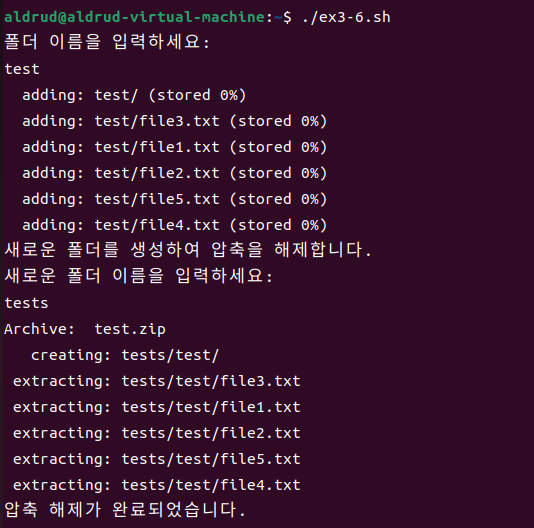 aldrud@aldrud-virtual-machine:~$ ./ex3-6.sh
폴더 이름을 입력하세요:
test
  adding: test/ (stored 0%)
  adding: test/file3.txt (stored 0%)
  adding: test/file1.txt (stored 0%)
  adding: test/file2.txt (stored 0%)
  adding: test/file5.txt (stored 0%)
  adding: test/file4.txt (stored 0%)
새로운 폴더를 생성하여 압축을 해제합니다.
새로운 폴더 이름을 입력하세요:
tests
Archive:  test.zip
   creating: tests/test/
 extracting: tests/test/file3.txt
 extracting: tests/test/file1.txt
 extracting: tests/test/file2.txt
 extracting: tests/test/file5.txt
 extracting: tests/test/file4.txt
압축 해제가 완료되었습니다.